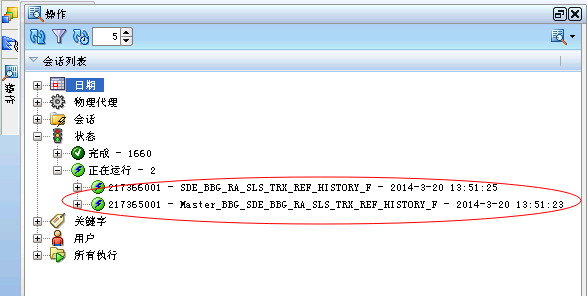 操作
5
会话列表
操作
日期
物理代理
会话
状态
完成 - 1660
正在运行 - 2
217366001 - SDE_BBG_RA_SLS_TRX_REF_HISTORY_F - 2014-3-20 13:51:25
217365001 - Master_BBG_SDE_BBG_RA_SLS_TRX_REF_HISTORY_F - 2014-3-20 13:51:23
关键字
用户
所有执行